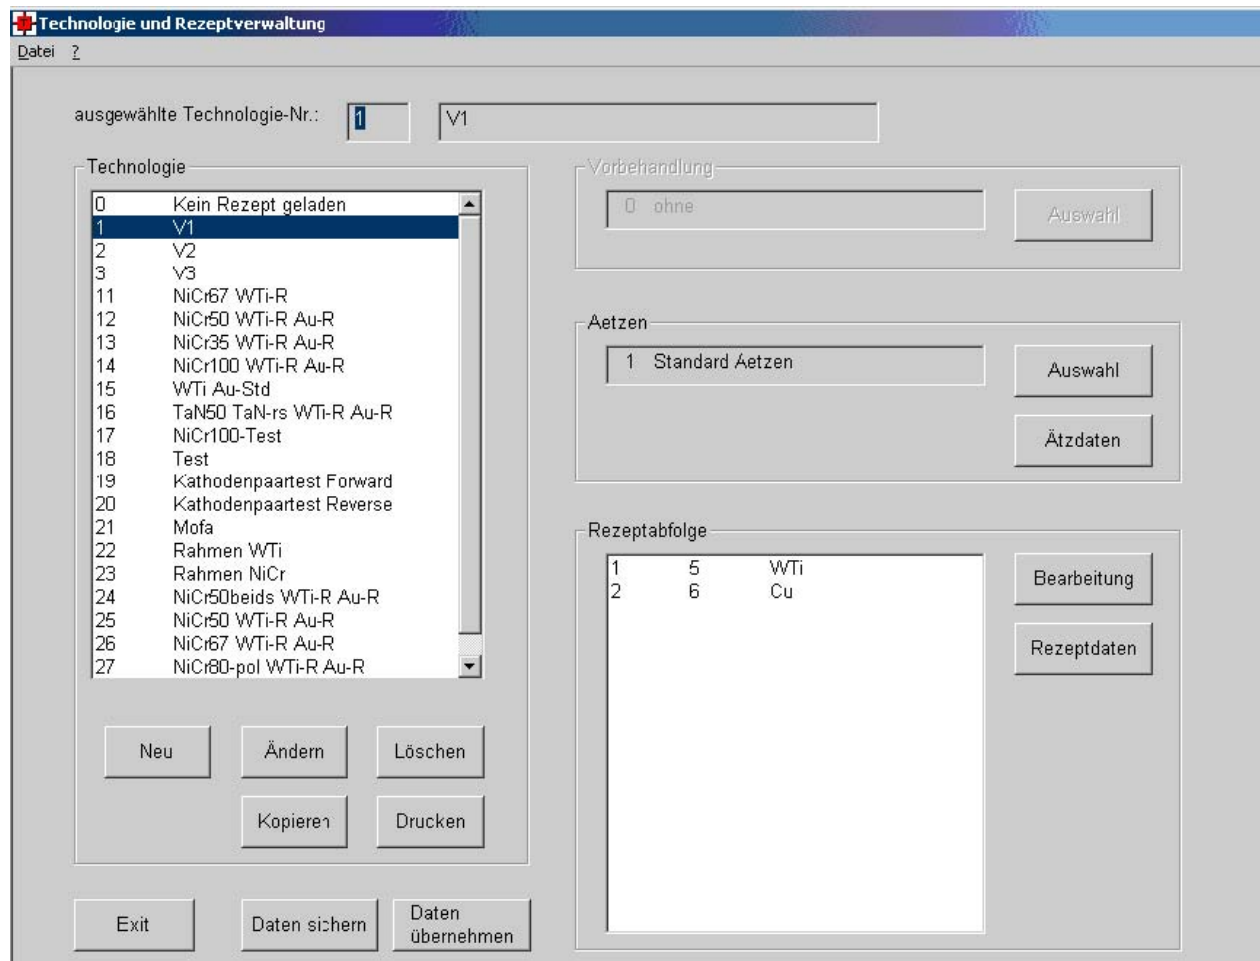 Technologie und Rezeptverwaltung
Datei ?
ausgewählte Technologie-Nr.: 1 V1
Technologie
0 Kein Rezept geladen
1 V1
2 V2
3 V3
11 NiCr67 WTi-R
12 NiCr50 WTi-R Au-R
13 NiCr35 WTi-R Au-R
14 NiCr100 WTi-R Au-R
15 WTi Au-Std
16 TaN50 TaN-rs WTi-R Au-R
17 NiCr100-Test
18 Test
19 Kathodenpaartest Forward
20 Kathodenpaartest Reverse
21 Mofa
22 Rahmen WTi
23 Rahmen NiCr
24 NiCr50beids WTi-R Au-R
25 NiCr50 WTi-R Au-R
26 NiCr67 WTi-R Au-R
27 NiCr80-pol WTi-R Au-R
Neu Ändern Löschen
Kopieren Drucken
Exit Daten sichern Daten
übernehmen
Vorbehandlung
0 ohne Auswahl
Aetzen
1 Standard Aetzen Auswahl
Ätzdaten
Rezeptabfolge
1 5 WTi
2 6 Cu
Bearbeitung
Rezeptdaten